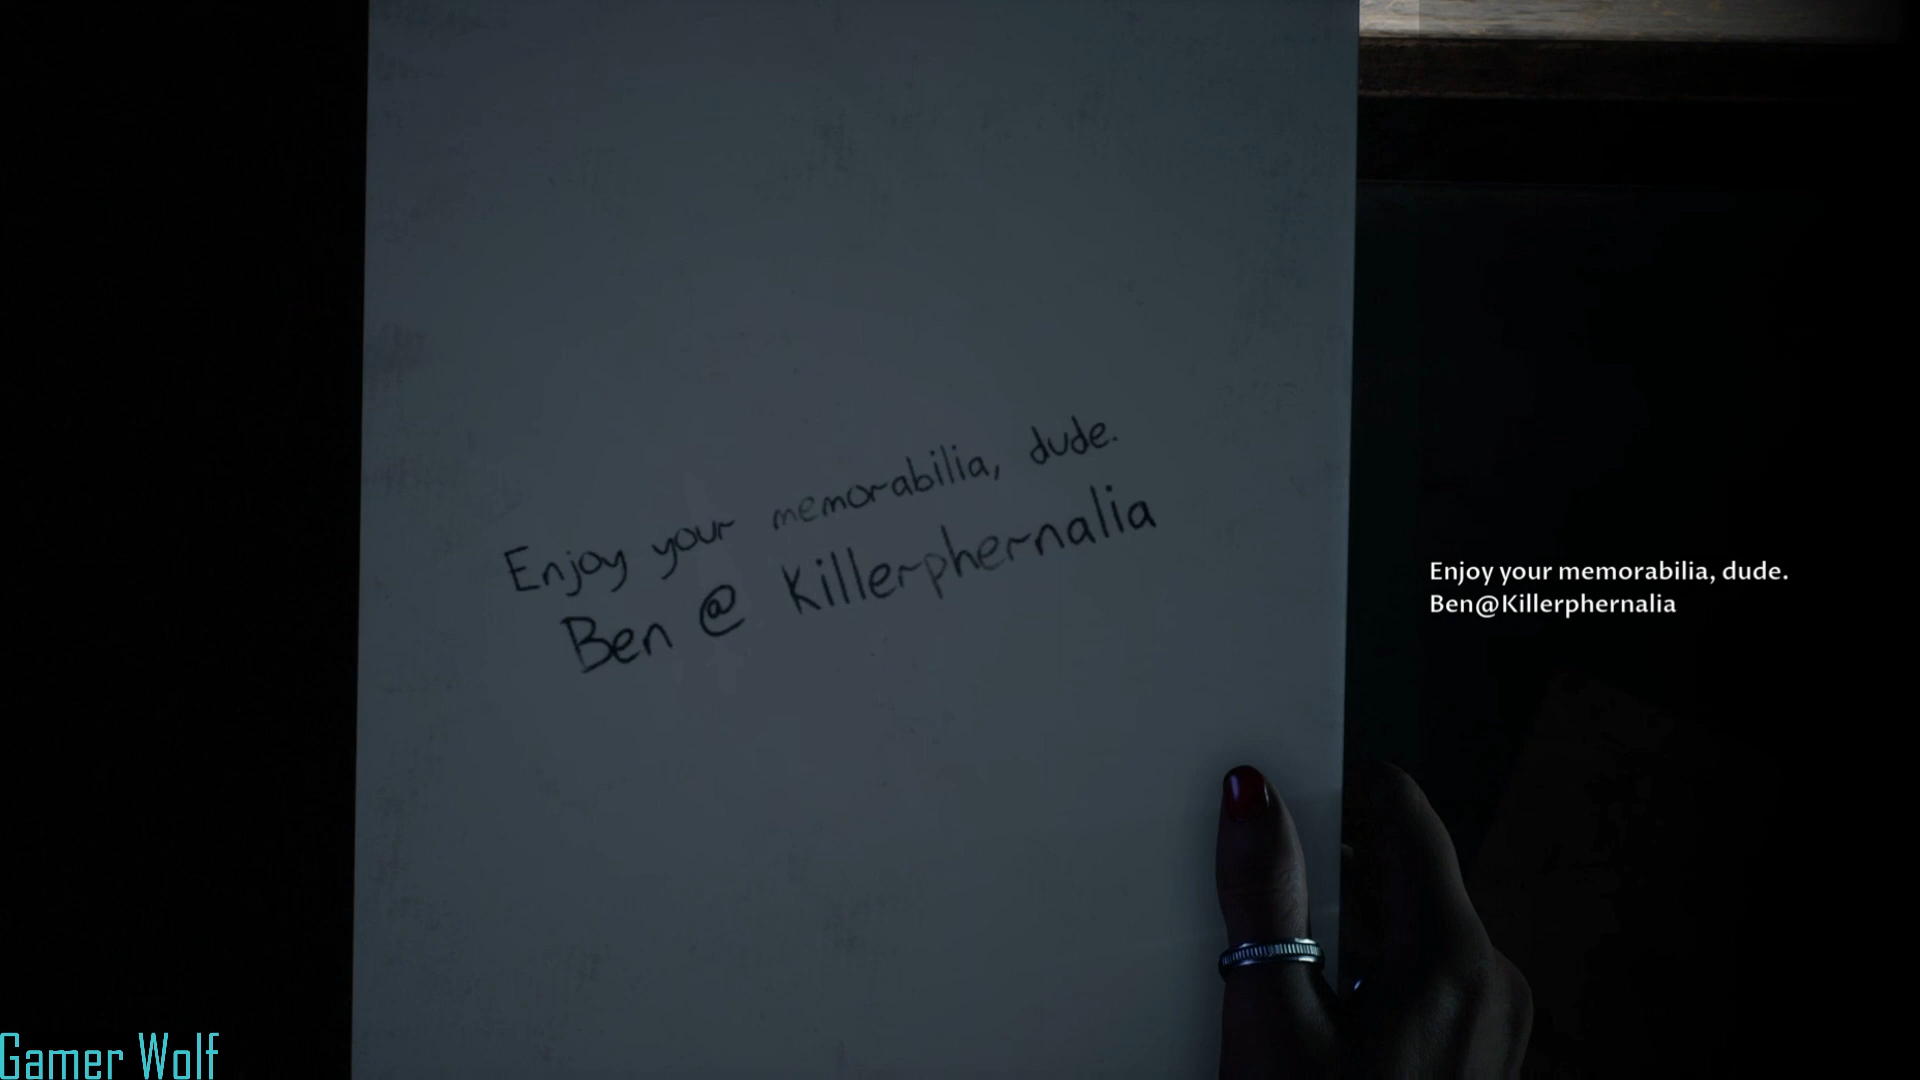 Enjoy your memorabilia, dude.
Ben @ Killerphernalia
Enjoy your memorabilia, dude.
Ben@Killerphernalia
Gamer Wolf